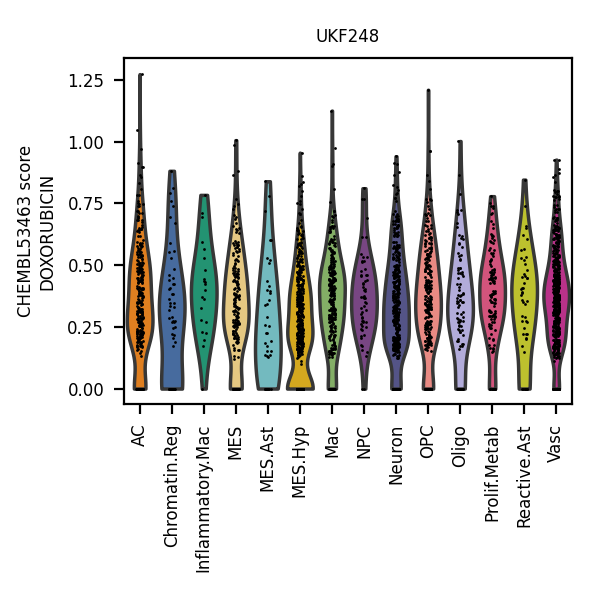 UKF248
CHEMBL53463 score
DOXORUBICIN
1.25
1.00
0.75
0.50
0.25
0.00
AC
Chromatin.Reg
Inflammatory.Mac
MES
MES.Ast
MES.Hyp
Mac
NPC
Neuron
OPC
Oligo
Prolif.Metab
Reactive.Ast
Vasc